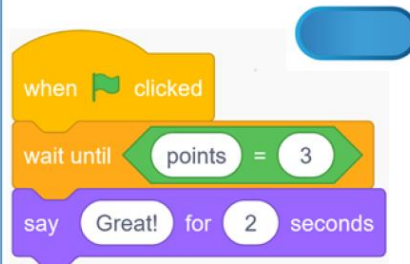 when clicked
wait until points = 3
say Great! for 2 seconds